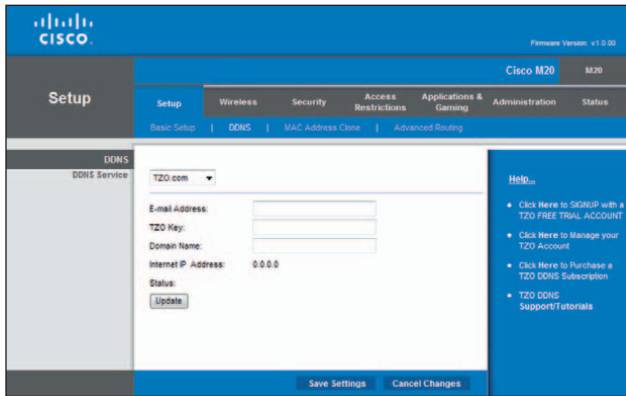 CISCO
Firmware Version: v1.0.00
Cisco M20 M20
Setup
Setup Wireless Security Access Restrictions Applications & Gaming Administration Status
Basic Setup | DDNS | MAC Address Clone | Advanced Routing
DDNS
DDNS Service
TZO.com
E-mail Address:
TZO Key:
Domain Name:
Internet IP Address: 0.0.0.0
Status:
Update
Help...
Click Here to SIGNUP with a
TZO FREE TRIAL ACCOUNT
Click Here to Manage your
TZO Account
Click Here to Purchase a
TZO DDNS Subscription
TZO DDNS
Support/Tutorials
Save Settings Cancel Changes